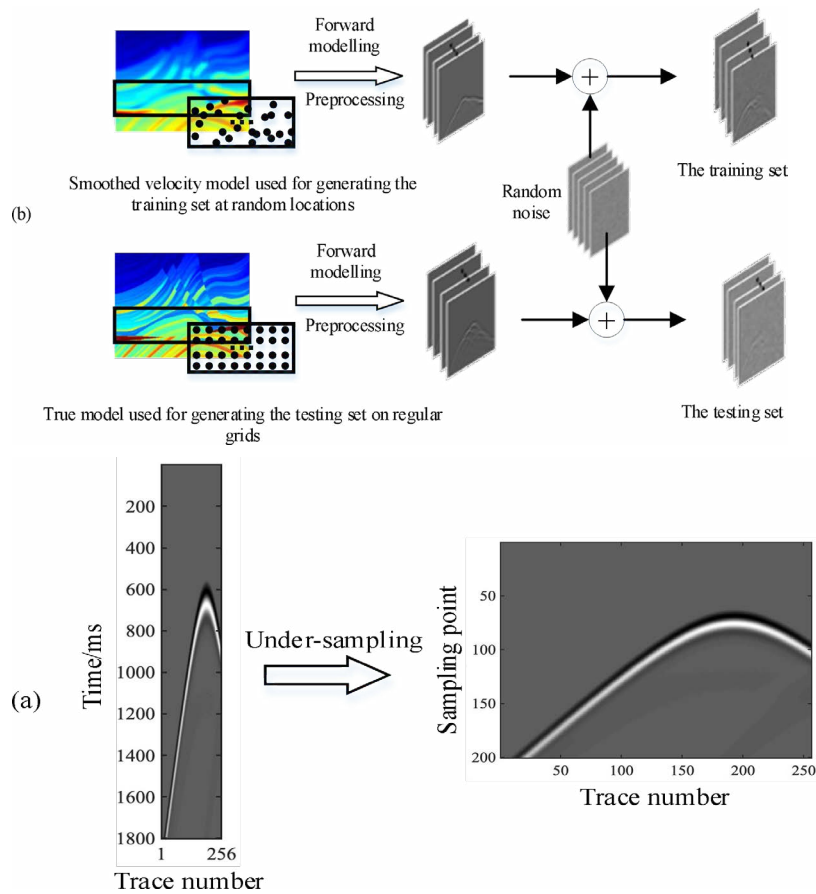 Forward
modelling
Preprocessing
+
Smoothed velocity model used for generating the
training set at random locations
Random
noise
The training set
(b)
Forward
modelling
Preprocessing
+
True model used for generating the testing set on regular
grids
The testing set
(a)
Time/ms
200
400
600
800
1000
1200
1400
1600
1800
1 256
Trace number
Under-sampling
Sampling point
50
100
150
200
50 100 150 200 250
Trace number